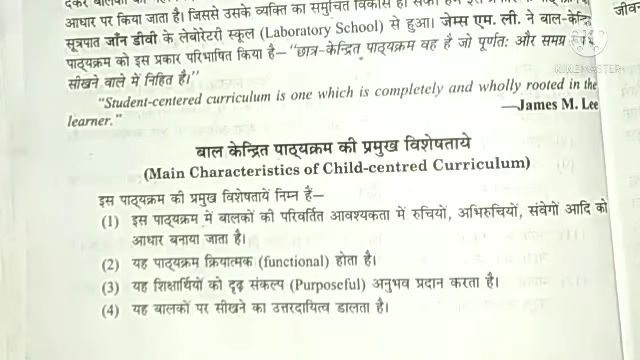 आधार पर किया जाता है। जिससे उसके व्यक्ति का समुचित विकास हो
सूत्रपात जॉन डीवी के लेबोरेटरी स्कूल (Laboratory School) से हुआ। जेम्स एम. ली. ने बाल-केन्द्रि
पाठ्यक्रम को इस प्रकार परिभाषित किया है—"छात्र-केन्द्रित पाठ्यक्रम वह है जो पूर्णतः और समग्र
सीखने वाले में निहित है।"
"Student-centered curriculum is one which is completely and wholly rooted in the
learner."
—James M. Lee
बाल केन्द्रित पाठ्यक्रम की प्रमुख विशेषताये
(Main Characteristics of Child-centred Curriculum)
इस पाठ्यक्रम की प्रमुख विशेषतायें निम्न हैं—
(1) इस पाठ्यक्रम में बालकों की परिवर्तित आवश्यकता में रुचियों, अभिरुचियों, संवेगों आदि को
आधार बनाया जाता है।
(2) यह पाठ्यक्रम क्रियात्मक (functional) होता है।
(3) यह शिक्षार्थियों को दृढ़ संकल्प (Purposeful) अनुभव प्रदान करता है।
(4) यह बालकों पर सीखने का उत्तरदायित्व डालता है।
जीवन
KINEMASTER